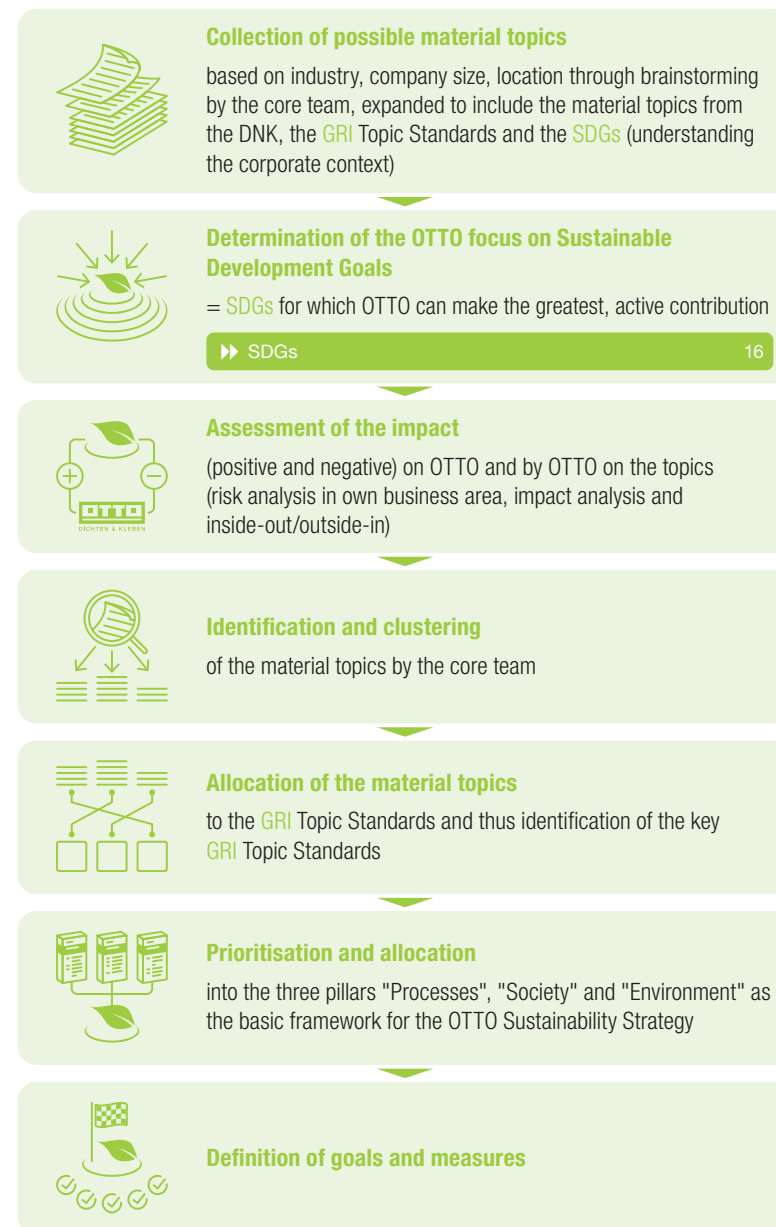 Collection of possible material topics
based on industry, company size, location through brainstorming
by the core team, expanded to include the material topics from
the DNK, the GRI Topic Standards and the SDGs (understanding
the corporate context)
Determination of the OTTO focus on Sustainable
Development Goals
= SDGs for which OTTO can make the greatest, active contribution
SDGs 16
Assessment of the impact
(positive and negative) on OTTO and by OTTO on the topics
(risk analysis in own business area, impact analysis and
inside-out/outside-in)
DICHTEN & KLEBEN
Identification and clustering
of the material topics by the core team
Allocation of the material topics
to the GRI Topic Standards and thus identification of the key
GRI Topic Standards
Prioritisation and allocation
into the three pillars "Processes", "Society" and "Environment" as
the basic framework for the OTTO Sustainability Strategy
Definition of goals and measures